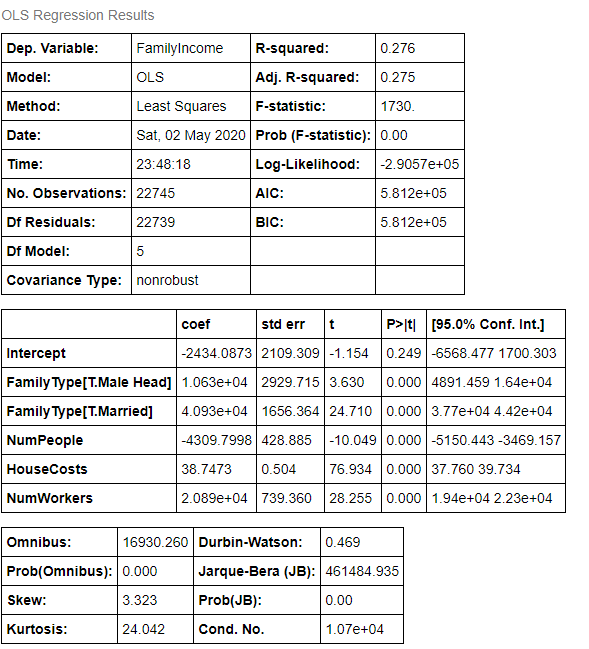 OLS Regression Results
Dep. Variable: FamilyIncome R-squared: 0.276
Model: OLS Adj. R-squared: 0.275
Method: Least Squares F-statistic: 1730.
Date: Sat, 02 May 2020 Prob (F-statistic): 0.00
Time: 23:48:18 Log-Likelihood: -2.9057e+05
No. Observations: 22745 AIC: 5.812e+05
Df Residuals: 22739 BIC: 5.812e+05
Df Model: 5
Covariance Type: nonrobust
coef std err t P>|t| [95.0% Conf. Int.]
Intercept -2434.0873 2109.309 -1.154 0.249 -6568.477 1700.303
FamilyType[T.Male Head] 1.063e+04 2929.715 3.630 0.000 4891.459 1.64e+04
FamilyType[T.Married] 4.093e+04 1656.364 24.710 0.000 3.77e+04 4.42e+04
NumPeople -4309.7998 428.885 -10.049 0.000 -5150.443 -3469.157
HouseCosts 38.7473 0.504 76.934 0.000 37.760 39.734
NumWorkers 2.089e+04 739.360 28.255 0.000 1.94e+04 2.23e+04
Omnibus: 16930.260 Durbin-Watson: 0.469
Prob(Omnibus): 0.000 Jarque-Bera (JB): 461484.935
Skew: 3.323 Prob(JB): 0.00
Kurtosis: 24.042 Cond. No. 1.07e+04